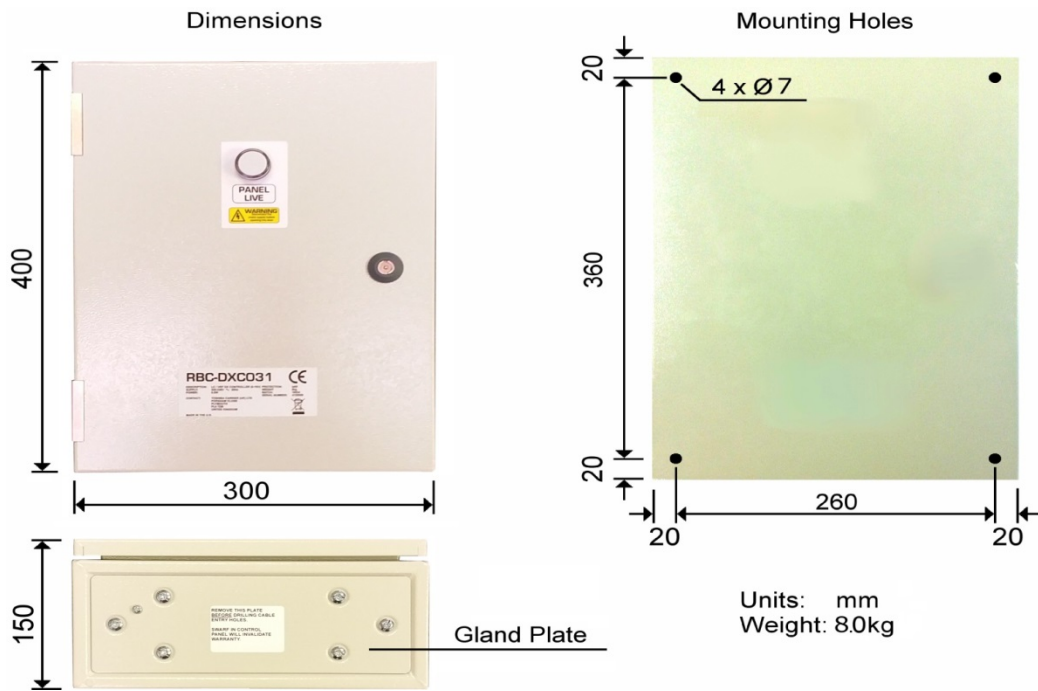 Dimensions
Mounting Holes
400
PANEL
LIVE
WARNING
RBC-DXC031 CE
300
20
4 x Ø 7
360
20
20
260
20
150
REMOVE THIS PLATE
BEFORE DRILLING CABLE
ENTRY HOLES.
SWARF IN CONTROL
PANEL WILL INVALIDATE
WARRANTY.
Gland Plate
Units: mm
Weight: 8.0kg